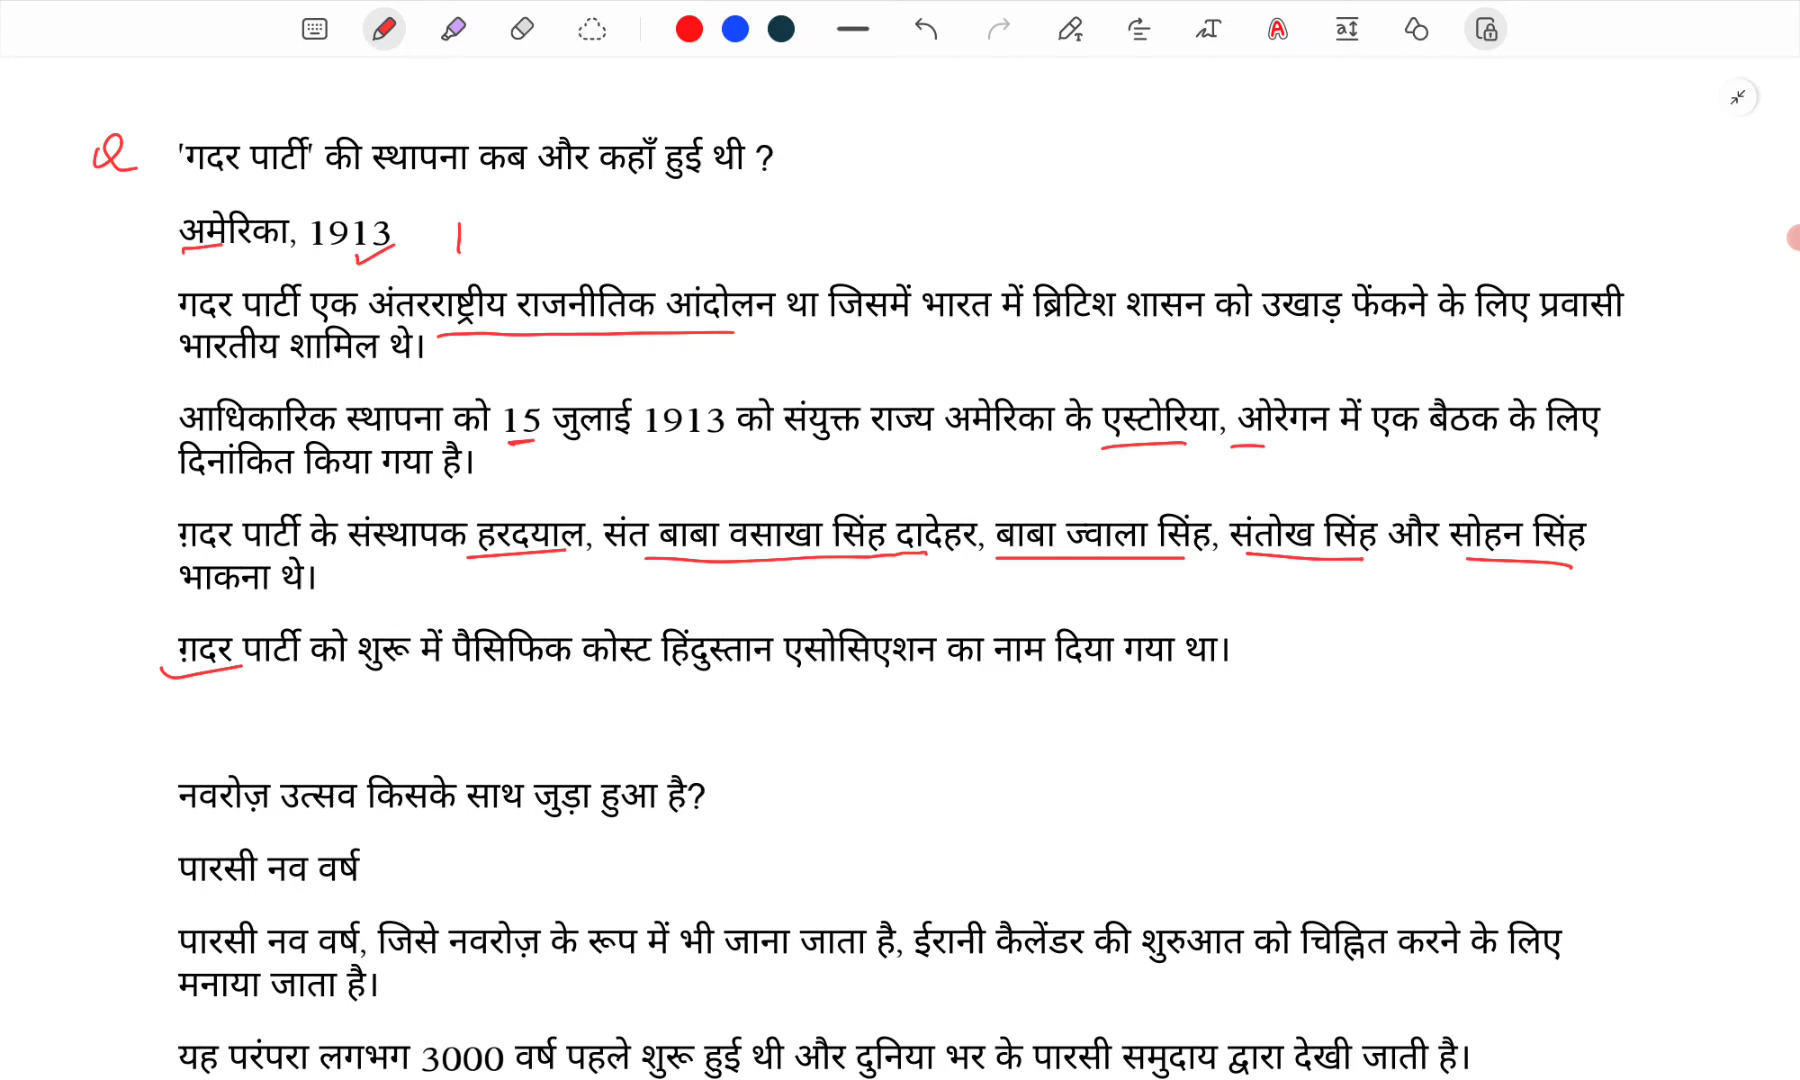 Q 'गदर पार्टी' की स्थापना कब और कहाँ हुई थी ?
अमेरिका, 1913
गदर पार्टी एक अंतरराष्ट्रीय राजनीतिक आंदोलन था जिसमें भारत में ब्रिटिश शासन को उखाड़ फेंकने के लिए प्रवासी
भारतीय शामिल थे।
आधिकारिक स्थापना को 15 जुलाई 1913 को संयुक्त राज्य अमेरिका के एस्टोरिया, ओरेगन में एक बैठक के लिए
दिनांकित किया गया है।
ग़दर पार्टी के संस्थापक हरदयाल, संत बाबा वसाखा सिंह दादेहर, बाबा ज्वाला सिंह, संतोख सिंह और सोहन सिंह
भाकना थे।
ग़दर पार्टी को शुरू में पैसिफिक कोस्ट हिंदुस्तान एसोसिएशन का नाम दिया गया था।
नवरोज़ उत्सव किसके साथ जुड़ा हुआ है?
पारसी नव वर्ष
पारसी नव वर्ष, जिसे नवरोज़ के रूप में भी जाना जाता है, ईरानी कैलेंडर की शुरुआत को चिह्नित करने के लिए
मनाया जाता है।
यह परंपरा लगभग 3000 वर्ष पहले शुरू हुई थी और दुनिया भर के पारसी समुदाय द्वारा देखी जाती है।